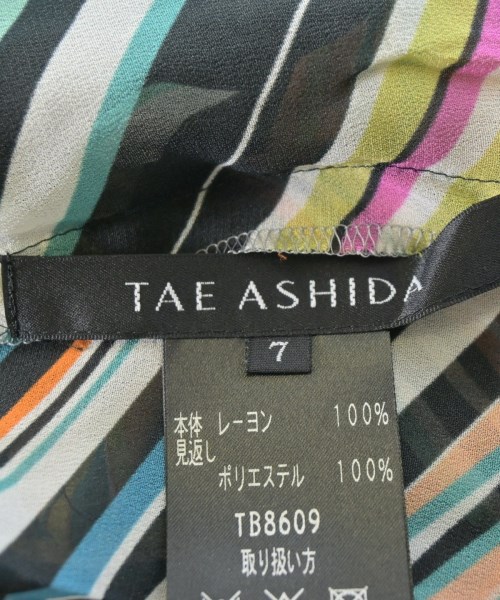 TAE ASHIDA
7
本体 レーヨン 100%
見返し
ポリエステル 100%
TB8609
取り扱い方